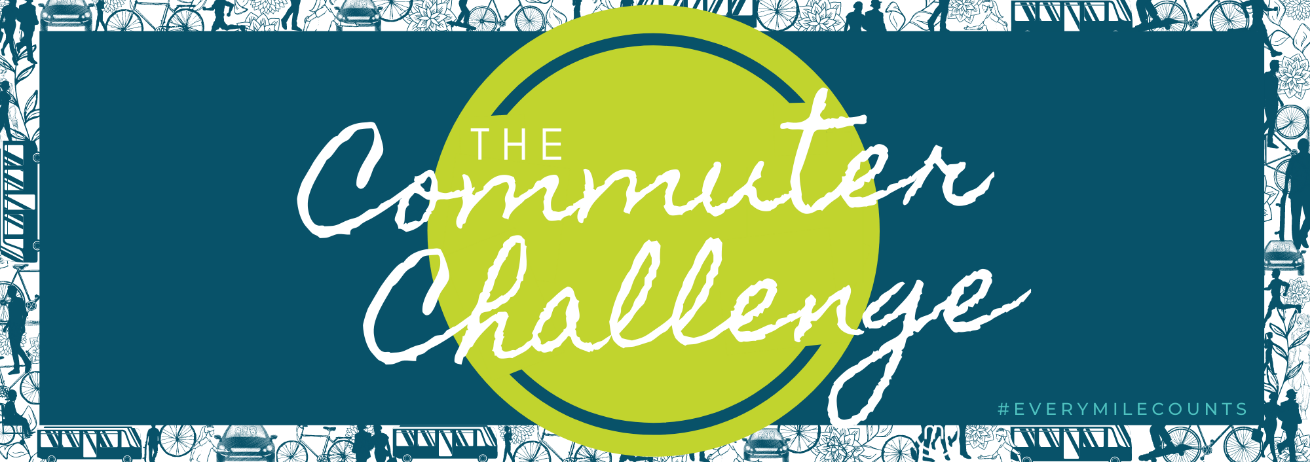 THE
Commuter
Challenge
#EVERYMILECOUNTS